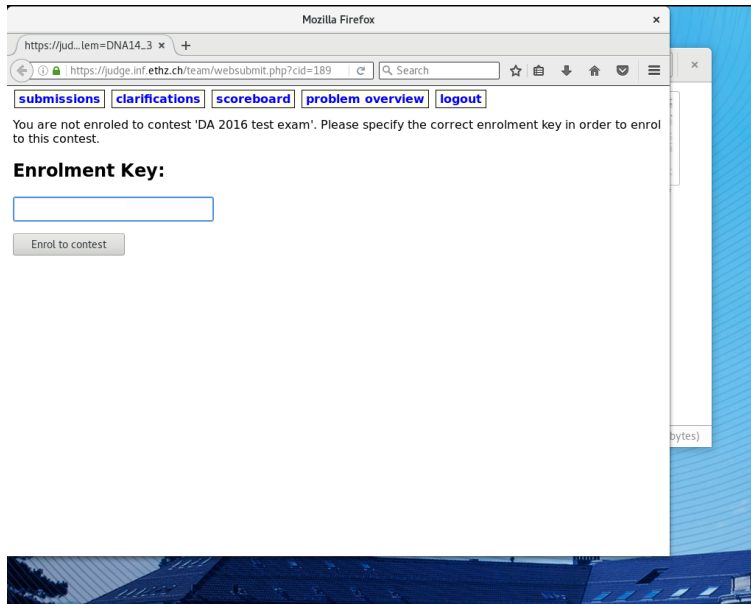 Mozilla Firefox
https://jud...lem=DNA14_3
https://judge.inf.ethz.ch/team/websubmit.php?cid=189
Search
submissions clarifications scoreboard problem overview logout
You are not enroled to contest 'DA 2016 test exam'. Please specify the correct enrolment key in order to enrol
to this contest.
Enrolment Key:
Enrol to contest
bytes)